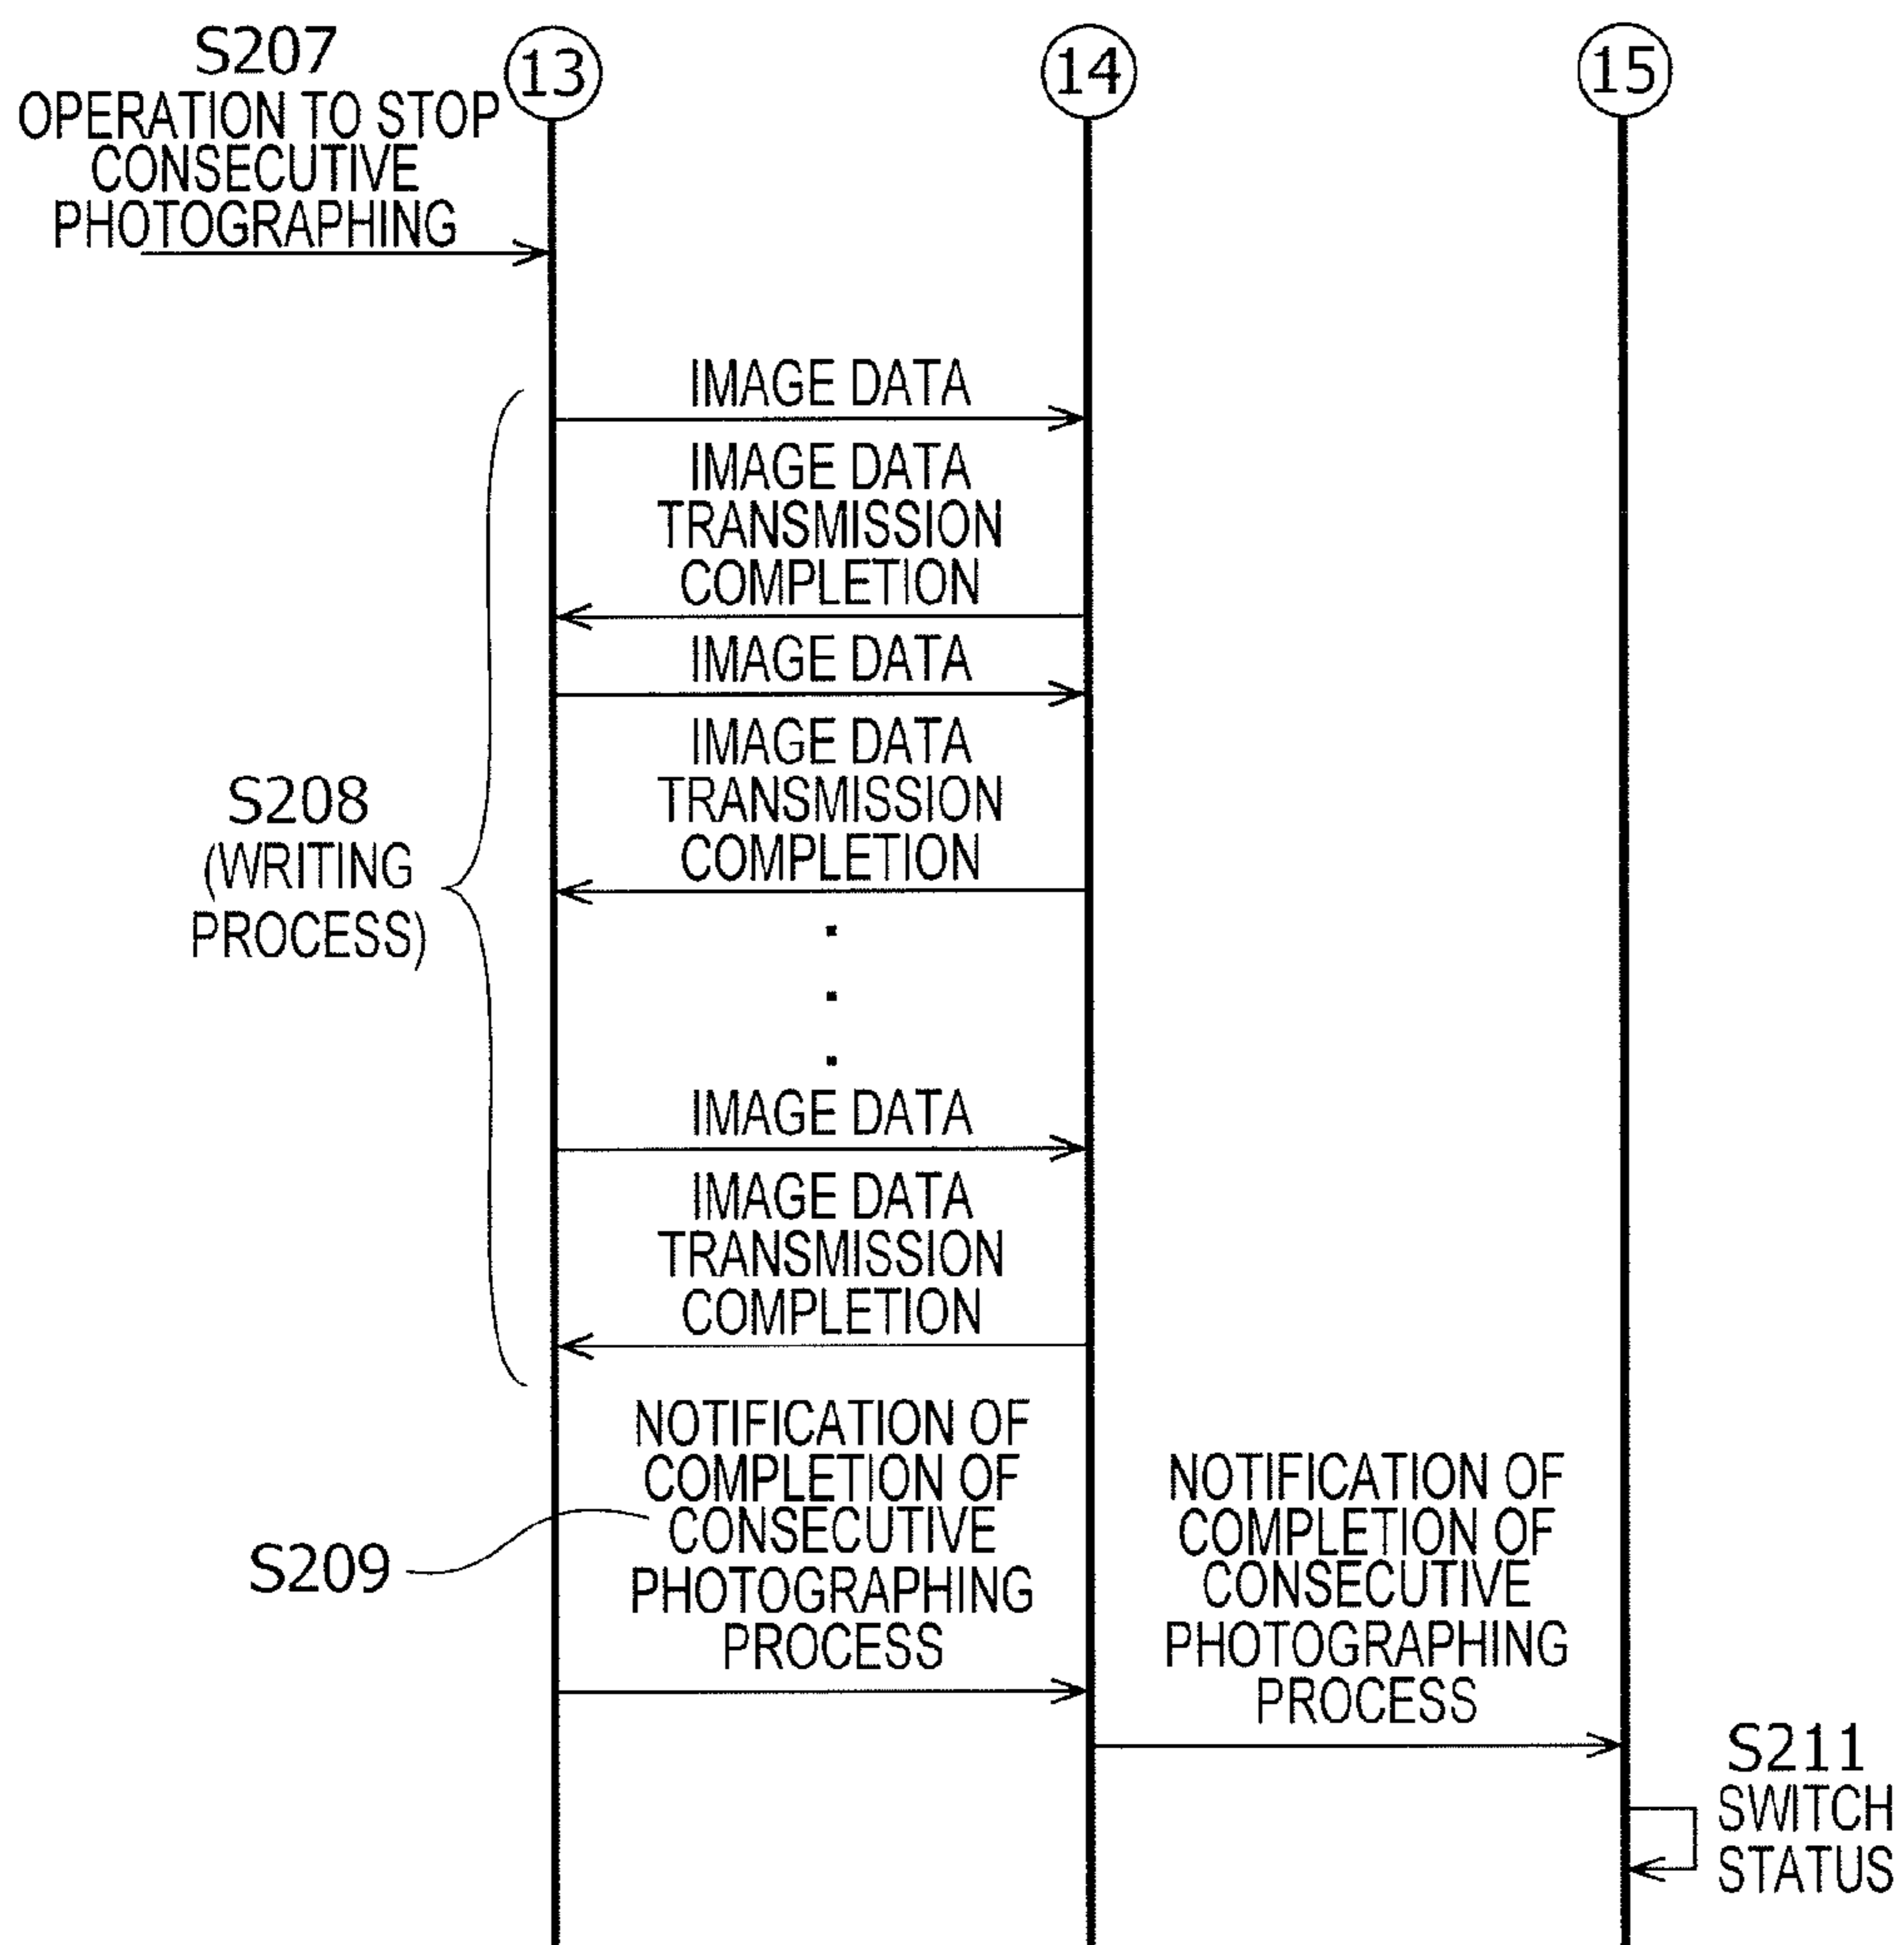 S207
OPERATION TO STOP
CONSECUTIVE
PHOTOGRAPHING
13
14
15
IMAGE DATA
IMAGE DATA
TRANSMISSION
COMPLETION
IMAGE DATA
IMAGE DATA
TRANSMISSION
COMPLETION
S208
(WRITING
PROCESS)
IMAGE DATA
IMAGE DATA
TRANSMISSION
COMPLETION
S209
NOTIFICATION OF
COMPLETION OF
CONSECUTIVE
PHOTOGRAPHING
PROCESS
NOTIFICATION OF
COMPLETION OF
CONSECUTIVE
PHOTOGRAPHING
PROCESS
S211
SWITCH
STATUS